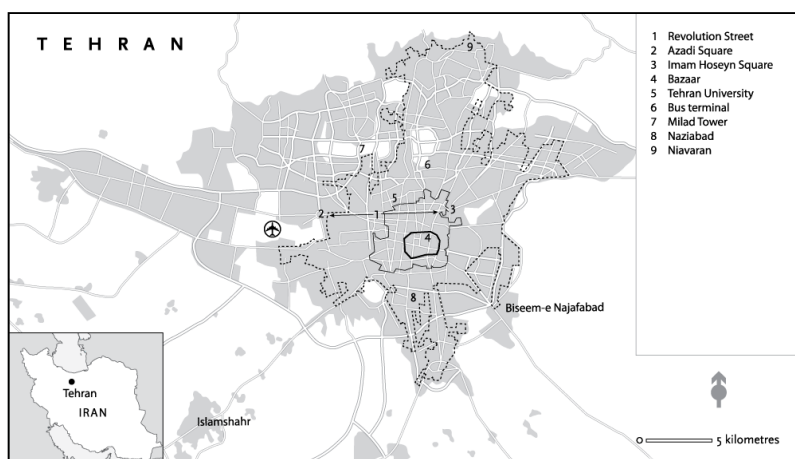 TEHRAN
1 Revolution Street
2 Azadi Square
3 Imam Hoseyn Square
4 Bazaar
5 Tehran University
6 Bus terminal
7 Milad Tower
8 Naziabad
9 Niavaran
9
7
6
5
2
1
3
4
8
Biseem-e Najafabad
Islamshahr
Tehran
IRAN
5 kilometres